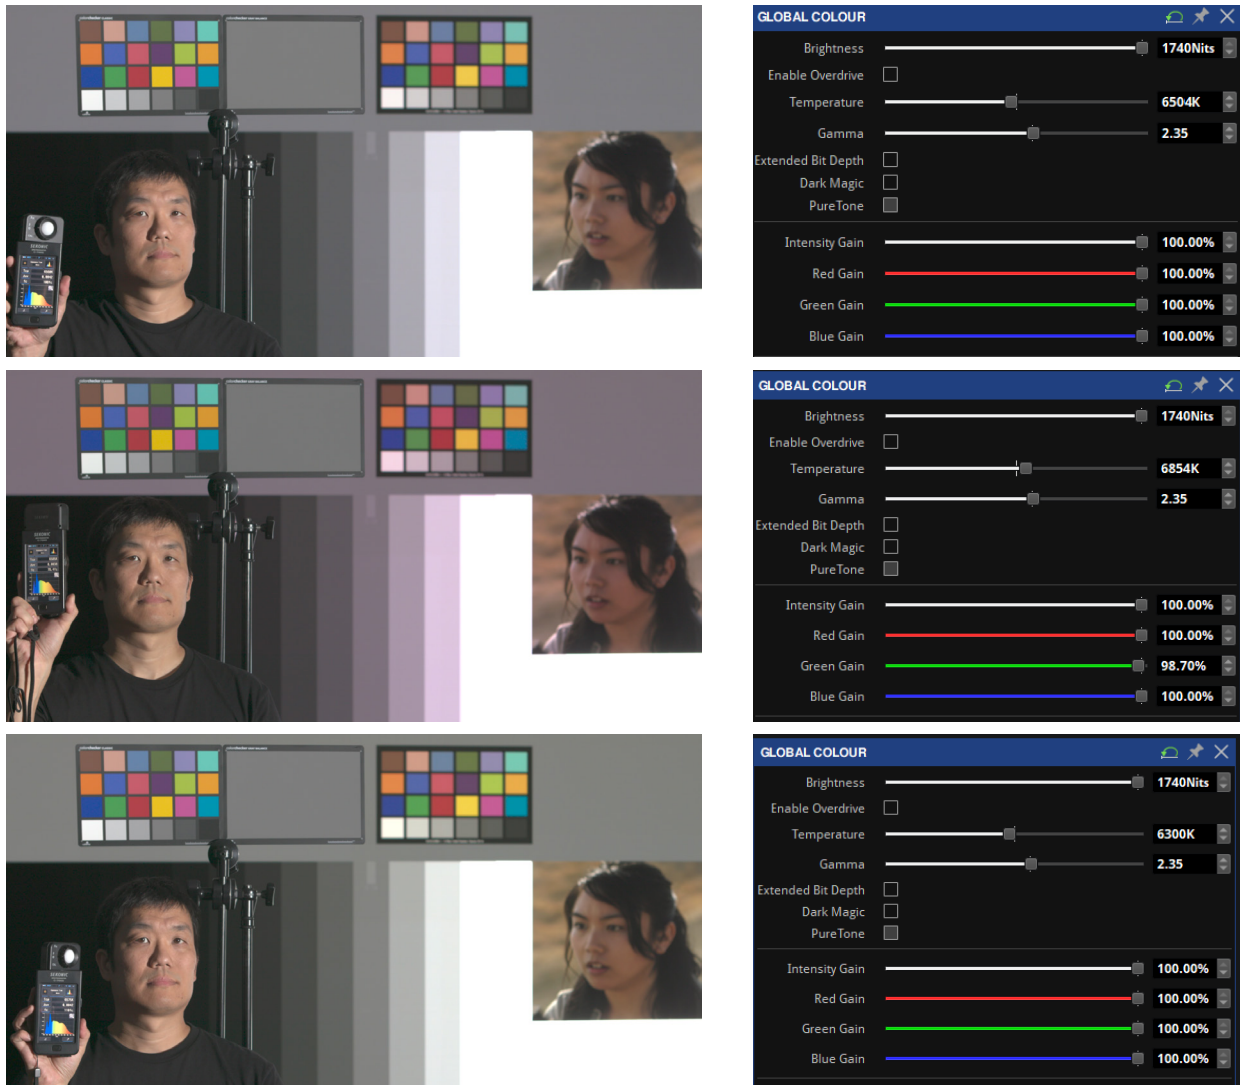 GLOBAL COLOUR
Brightness 1740Nits
Enable Overdrive
Temperature 6504K
Gamma 2.35
Extended Bit Depth
Dark Magic
PureTone
Intensity Gain 100.00%
Red Gain 100.00%
Green Gain 100.00%
Blue Gain 100.00%
SEKONIC
GLOBAL COLOUR
Brightness 1740Nits
Enable Overdrive
Temperature 6854K
Gamma 2.35
Extended Bit Depth
Dark Magic
PureTone
Intensity Gain 100.00%
Red Gain 100.00%
Green Gain 98.70%
Blue Gain 100.00%
SEKONIC
GLOBAL COLOUR
Brightness 1740Nits
Enable Overdrive
Temperature 6300K
Gamma 2.35
Extended Bit Depth
Dark Magic
PureTone
Intensity Gain 100.00%
Red Gain 100.00%
Green Gain 100.00%
Blue Gain 100.00%
SEKONIC